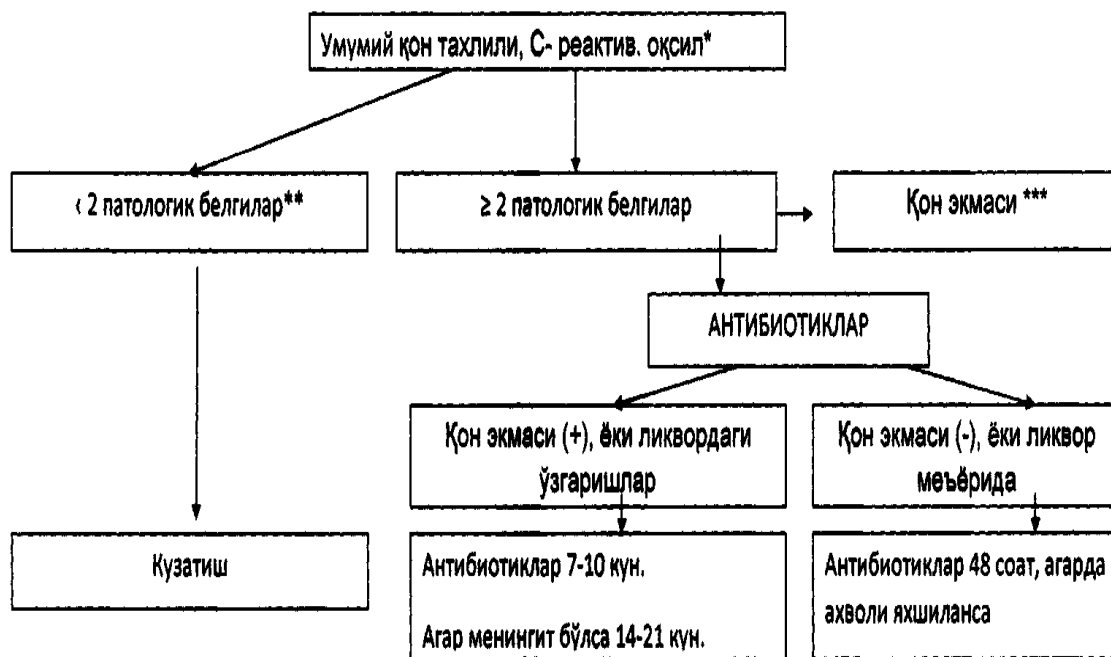 Умумий қон тахлили, С- реактив. оқсил*
‹ 2 патологик белгилар**
≥ 2 патологик белгилар
Қон экмаси ***
АНТИБИОТИКЛАР
Қон экмаси (+), ёки ликвордаги
ўзгаришлар
Қон экмаси (-), ёки ликвор
меъёрида
Кузатиш
Антибиотиклар 7-10 кун.
Агар менингит бўлса 14-21 кун.
Антибиотиклар 48 соат, агарда
ахволи яхшиланса